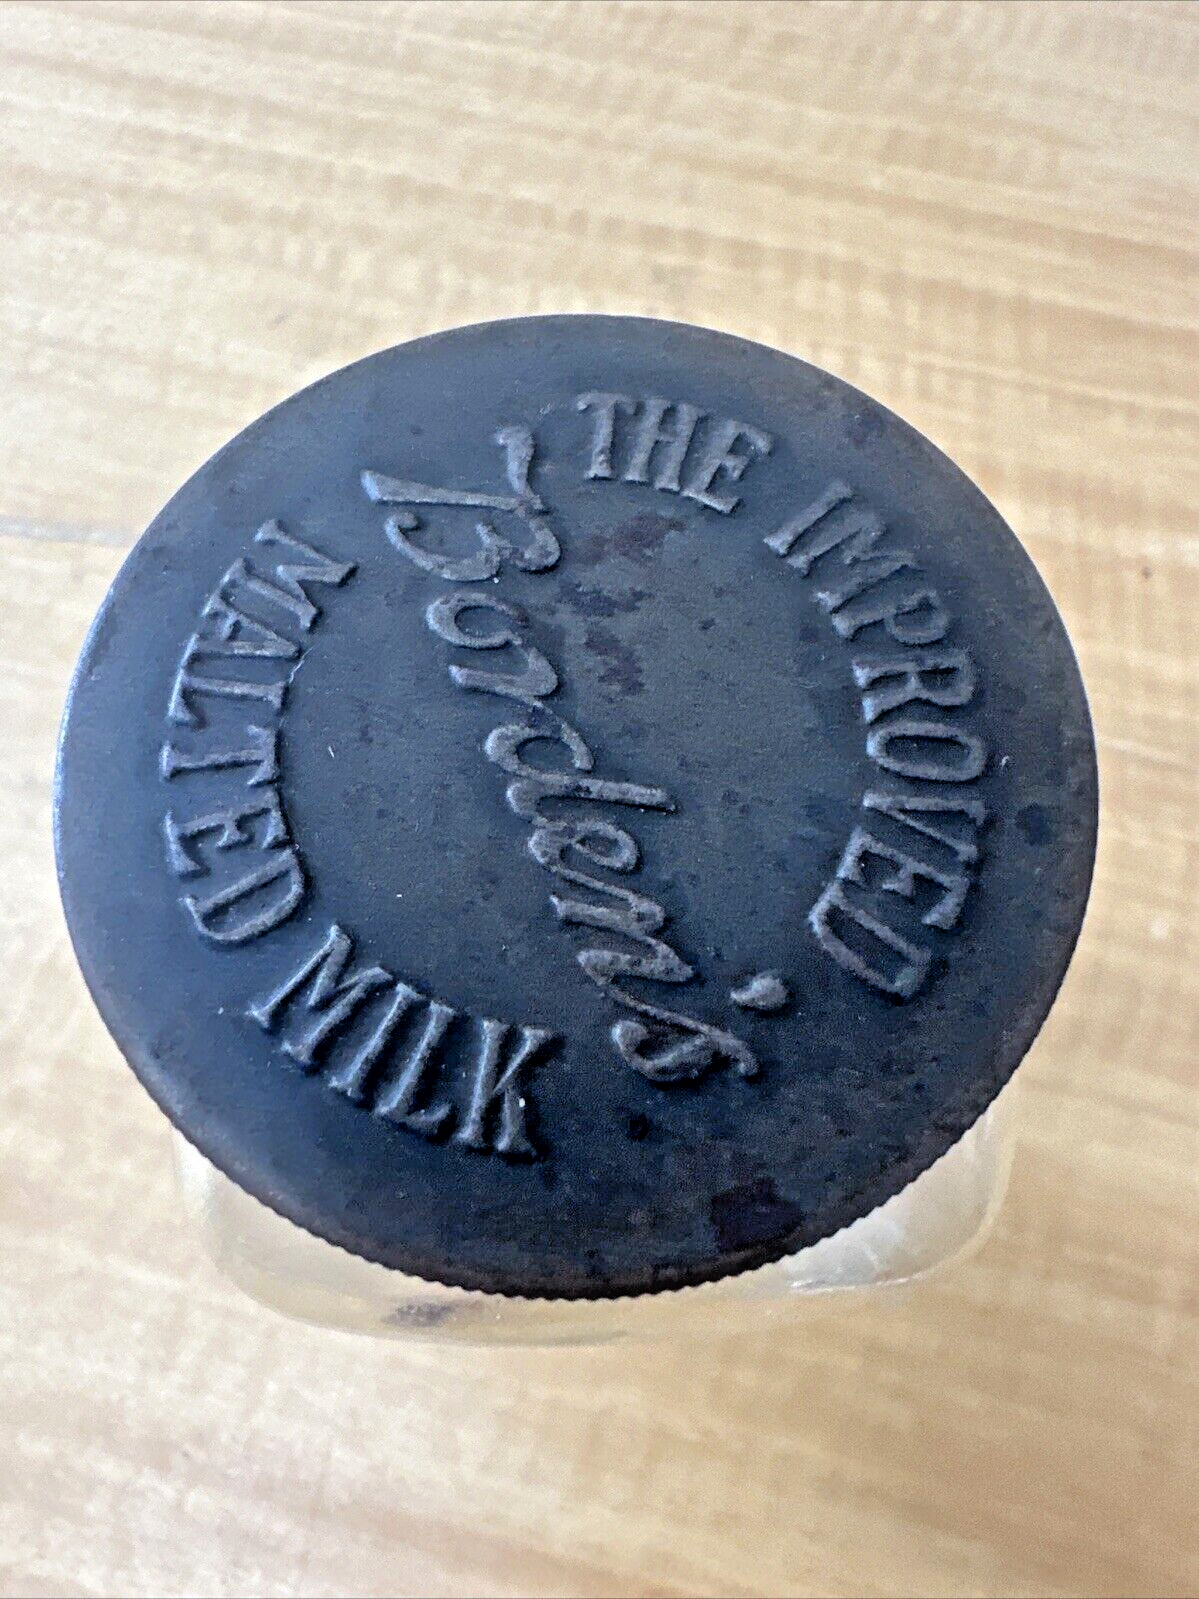 THE IMPROVED
Borden's
MALTED MILK